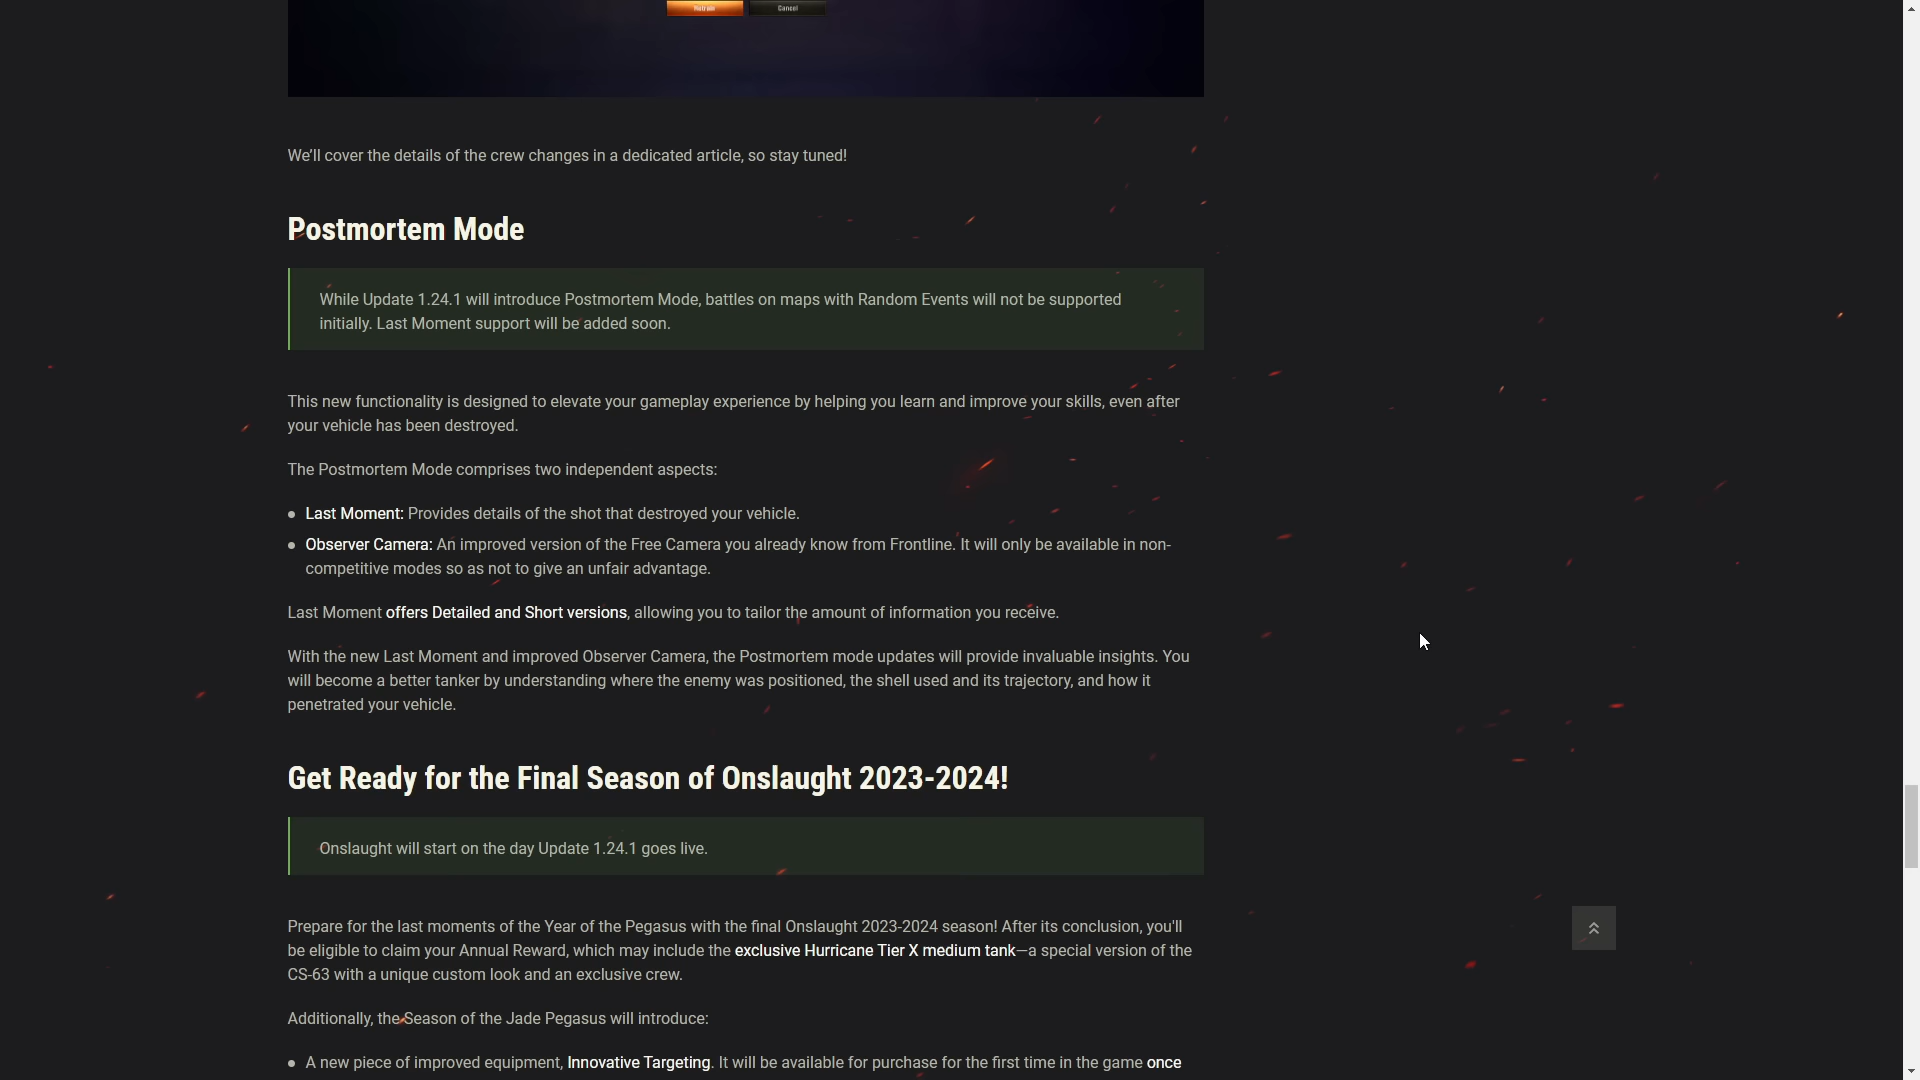 Retrain Cancel
We'll cover the details of the crew changes in a dedicated article, so stay tuned!
Postmortem Mode
While Update 1.24.1 will introduce Postmortem Mode, battles on maps with Random Events will not be supported
initially. Last Moment support will be added soon.
This new functionality is designed to elevate your gameplay experience by helping you learn and improve your skills, even after
your vehicle has been destroyed.
The Postmortem Mode comprises two independent aspects:
Last Moment: Provides details of the shot that destroyed your vehicle.
Observer Camera: An improved version of the Free Camera you already know from Frontline. It will only be available in non-
competitive modes so as not to give an unfair advantage.
Last Moment offers Detailed and Short versions, allowing you to tailor the amount of information you receive.
With the new Last Moment and improved Observer Camera, the Postmortem mode updates will provide invaluable insights. You
will become a better tanker by understanding where the enemy was positioned, the shell used and its trajectory, and how it
penetrated your vehicle.
Get Ready for the Final Season of Onslaught 2023-2024!
Onslaught will start on the day Update 1.24.1 goes live.
Prepare for the last moments of the Year of the Pegasus with the final Onslaught 2023-2024 season! After its conclusion, you'll
be eligible to claim your Annual Reward, which may include the exclusive Hurricane Tier X medium tank—a special version of the
CS-63 with a unique custom look and an exclusive crew.
Additionally, the Season of the Jade Pegasus will introduce:
A new piece of improved equipment, Innovative Targeting. It will be available for purchase for the first time in the game once